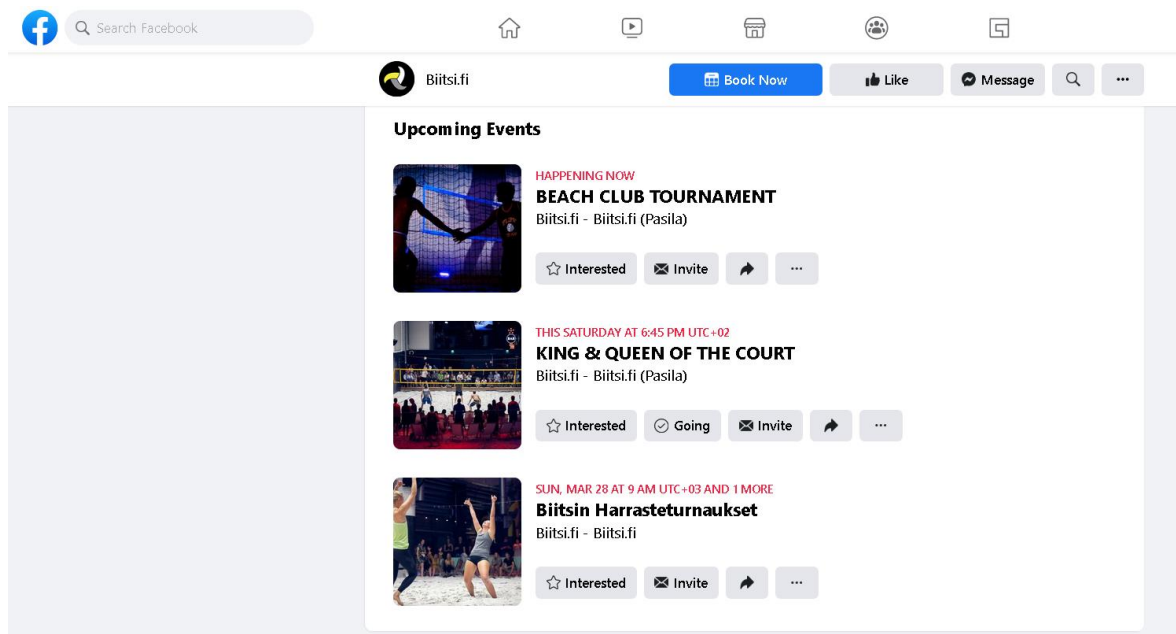 Search Facebook
Biitsi.fi
Book Now
Like
Message
Upcoming Events
HAPPENING NOW
BEACH CLUB TOURNAMENT
Biitsi.fi - Biitsi.fi (Pasila)
Interested
Invite
THIS SATURDAY AT 6:45 PM UTC+02
KING & QUEEN OF THE COURT
Biitsi.fi - Biitsi.fi (Pasila)
Interested
Going
Invite
SUN, MAR 28 AT 9 AM UTC+03 AND 1 MORE
Biitsin Harrasteturnaukset
Biitsi.fi - Biitsi.fi
Interested
Invite